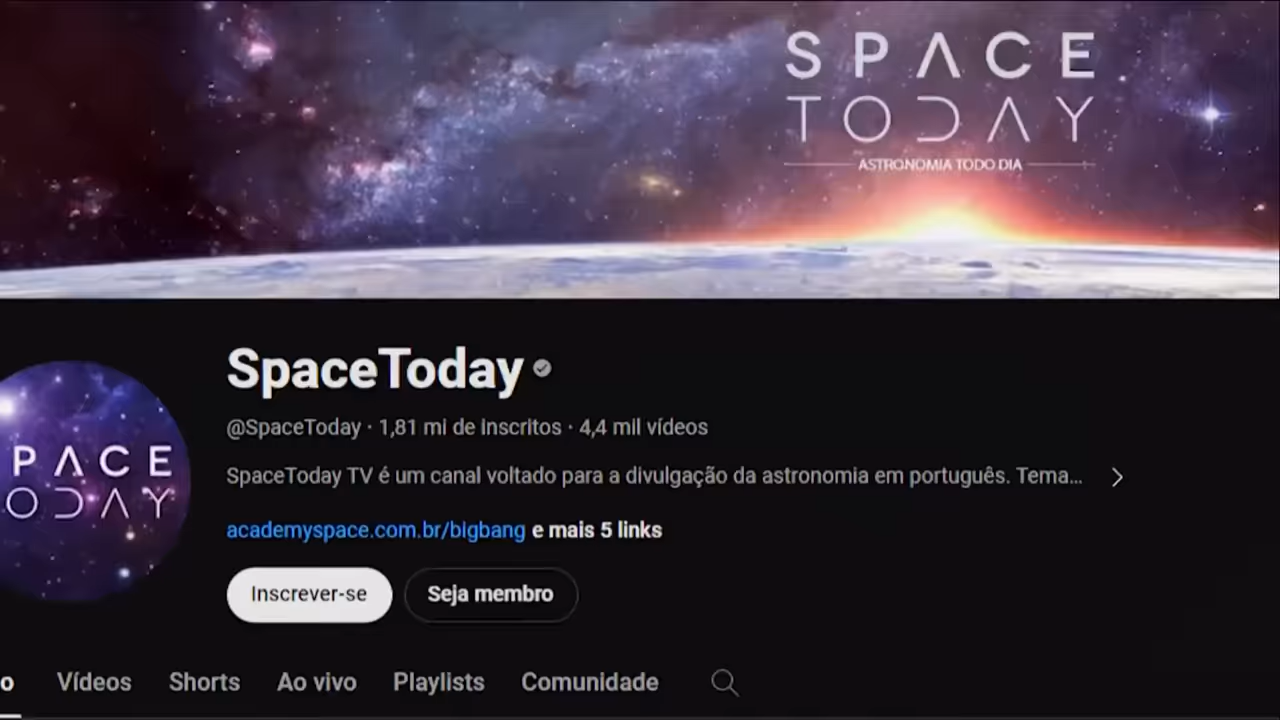 SPACE
TODAY
ASTRONOMIA TODO DIA
SpaceToday
@SpaceToday · 1,81 mi de inscritos · 4,4 mil vídeos
SpaceToday TV é um canal voltado para a divulgação da astronomia em português. Tema...
PACE
ODAY
academyspace.com.br/bigbang e mais 5 links
Inscrever-se
Seja membro
o Vídeos Shorts Ao vivo Playlists Comunidade